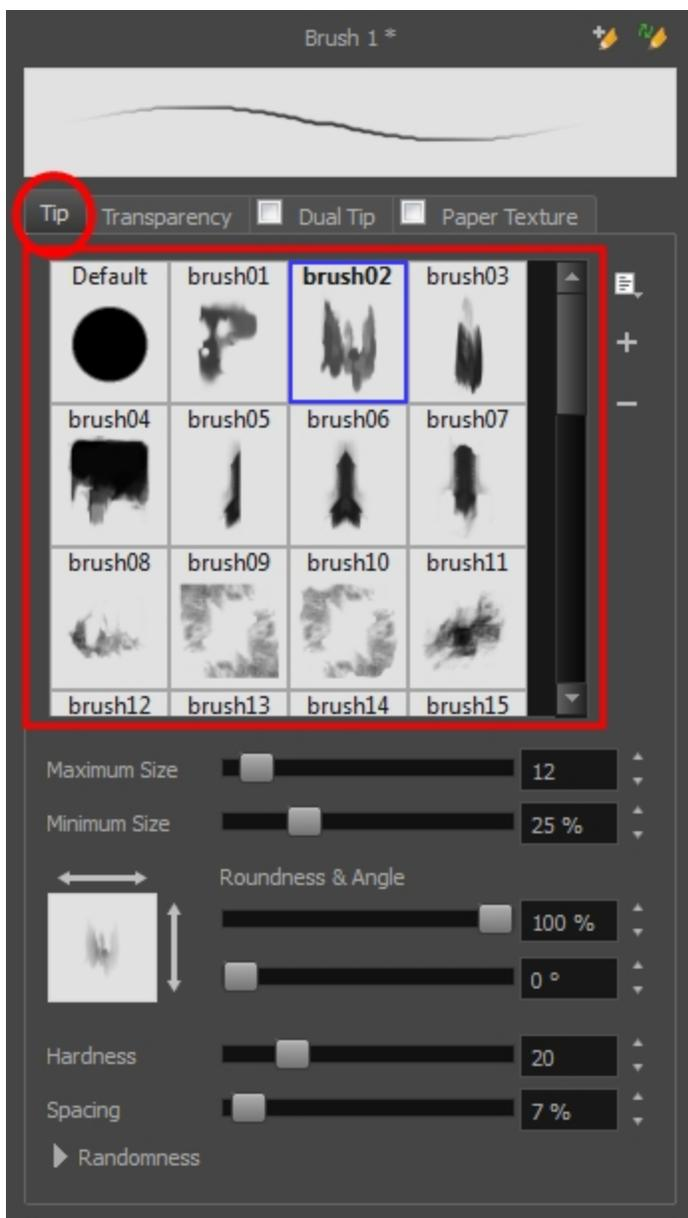 Brush 1 *
Tip Transparency Dual Tip Paper Texture
Default brush01 brush02 brush03
brush04 brush05 brush06 brush07
brush08 brush09 brush10 brush11
brush12 brush13 brush14 brush15
Maximum Size 12
Minimum Size 25 %
Roundness & Angle
100 %
0 °
Hardness 20
Spacing 7 %
Randomness